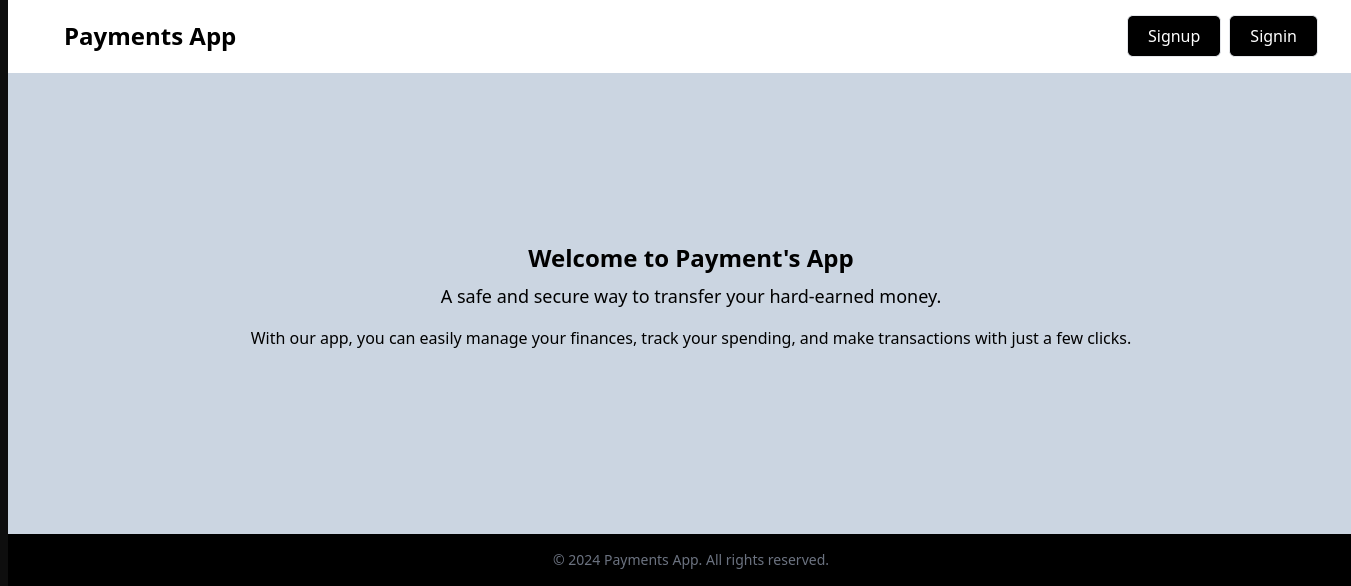 Payments App
Signup
Signin
Welcome to Payment's App
A safe and secure way to transfer your hard-earned money.
With our app, you can easily manage your finances, track your spending, and make transactions with just a few clicks.
© 2024 Payments App. All rights reserved.